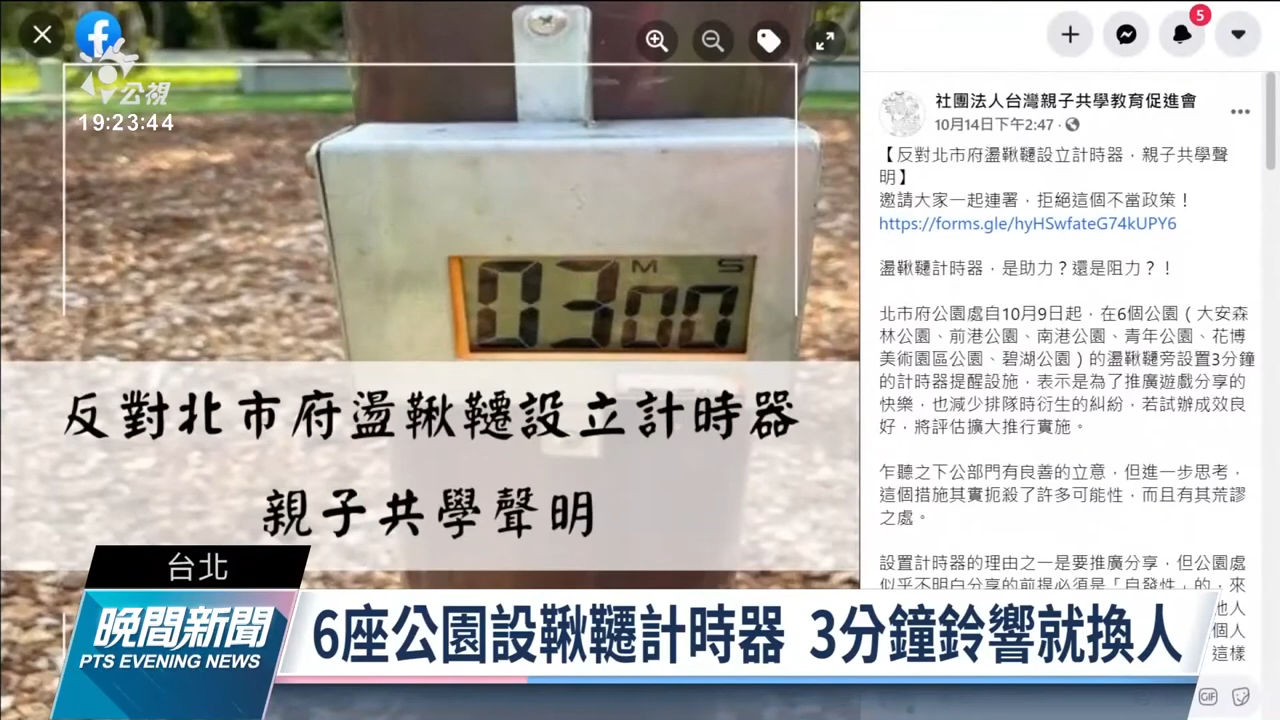 公視
19:23:44
03 M 00 S
反對北市府盪鞦韆設立計時器
親子共學聲明
5
社團法人台灣親子共學教育促進會
10月14日下午2:47
【反對北市府盪鞦韆設立計時器，親子共學聲
明】
邀請大家一起連署，拒絕這個不當政策！
https://forms.gle/hyHSwfateG74kUPY6
盪鞦韆計時器，是助力？還是阻力？！
北市府公園處自10月9日起，在6個公園（大安森
林公園、前港公園、南港公園、青年公園、花博
美術園區公園、碧湖公園）的盪鞦韆旁設置3分鐘
的計時器提醒設施，表示是為了推廣遊戲分享的
快樂，也減少排隊時衍生的糾紛，若試辦成效良
好，將評估擴大推行實施。
乍聽之下公部門有良善的立意，但進一步思考，
這個措施其實扼殺了許多可能性，而且有其荒謬
之處。
設置計時器的理由之一是要推廣分享，但公園處
似乎不明白分享的前提必須是「自發性」的，來
他人
個人
這樣
GIF
台北
晚間新聞
PTS EVENING NEWS
6座公園設鞦韆計時器 3分鐘鈴響就換人